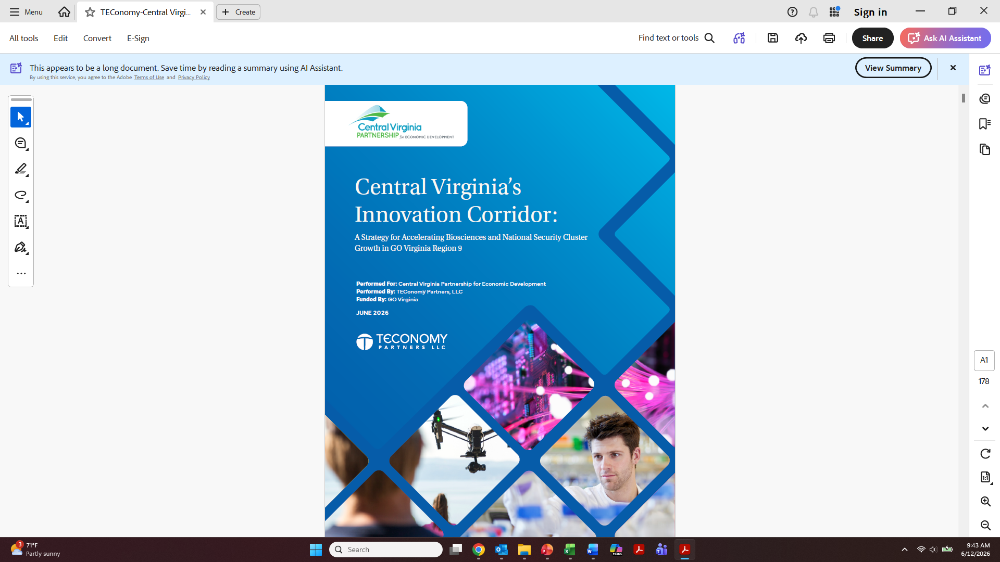 Menu
TEConomy-Central Virgi...
Create
Sign in
All tools
Edit
Convert
E-Sign
Find text or tools
Share
Ask AI Assistant
This appears to be a long document. Save time by reading a summary using AI Assistant.
By using this service, you agree to the Adobe Terms of Use and Privacy Policy
View Summary
Central Virginia
PARTNERSHIP for ECONOMIC DEVELOPMENT
Central Virginia’s
Innovation Corridor:
A Strategy for Accelerating Biosciences and National Security Cluster
Growth in GO Virginia Region 9
Performed For: Central Virginia Partnership for Economic Development
Performed By: TEConomy Partners, LLC
Funded By: GO Virginia
JUNE 2026
TECONOMY
PARTNERS LLC
A1
178
1:1
3
71°F
Partly sunny
Search
M365
9:43 AM
6/12/2026